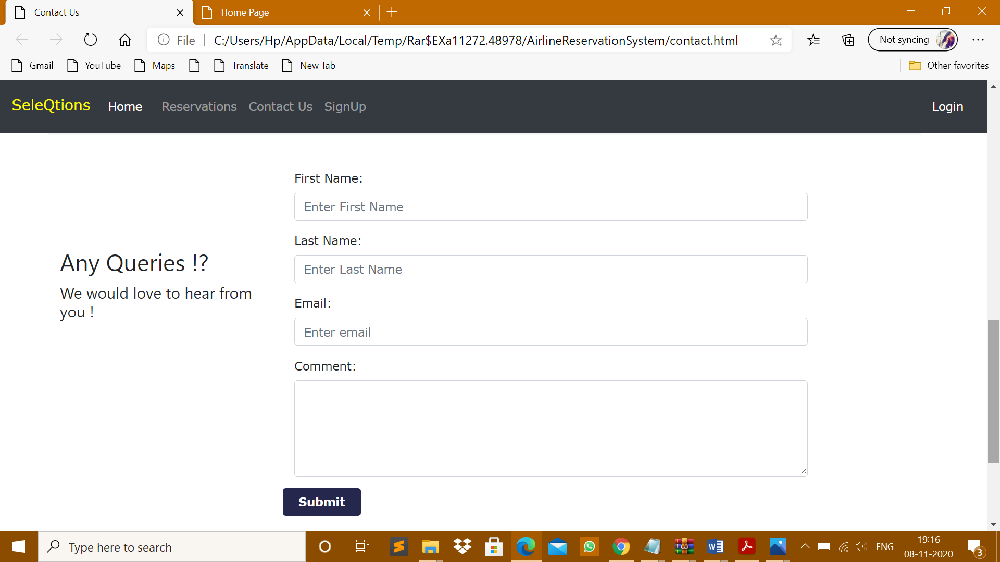 Contact Us
Home Page
File
C:/Users/Hp/AppData/Local/Temp/Rar$EXa11272.48978/AirlineReservationSystem/contact.html
Not syncing
Gmail
YouTube
Maps
Translate
New Tab
Other favorites
SeleQtions
Home
Reservations
Contact Us
SignUp
Login
First Name:
Enter First Name
Last Name:
Enter Last Name
Any Queries !?
We would love to hear from
you !
Email:
Enter email
Comment:
Submit
Type here to search
ENG
19:16
08-11-2020
3